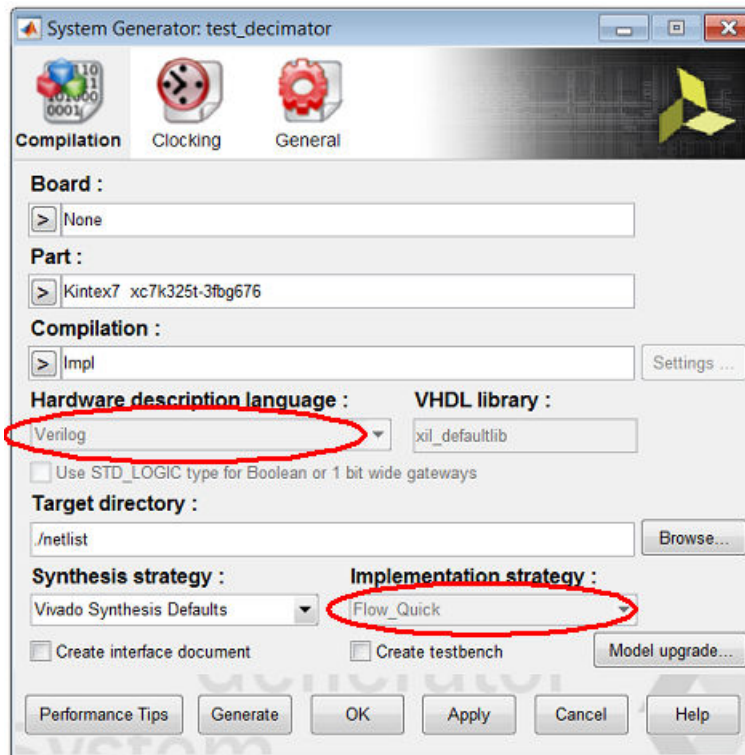 System Generator: test_decimator
Compilation Clocking General
Board :
> None
Part :
> Kintex7 xc7k325t-3fbg676
Compilation :
> Impl Settings ...
Hardware description language : VHDL library :
Verilog xil_defaultlib
Use STD_LOGIC type for Boolean or 1 bit wide gateways
Target directory :
./netlist Browse...
Synthesis strategy : Implementation strategy :
Vivado Synthesis Defaults Flow_Quick
Create interface document Create testbench Model upgrade...
Generator
Performance Tips Generate OK Apply Cancel Help
System